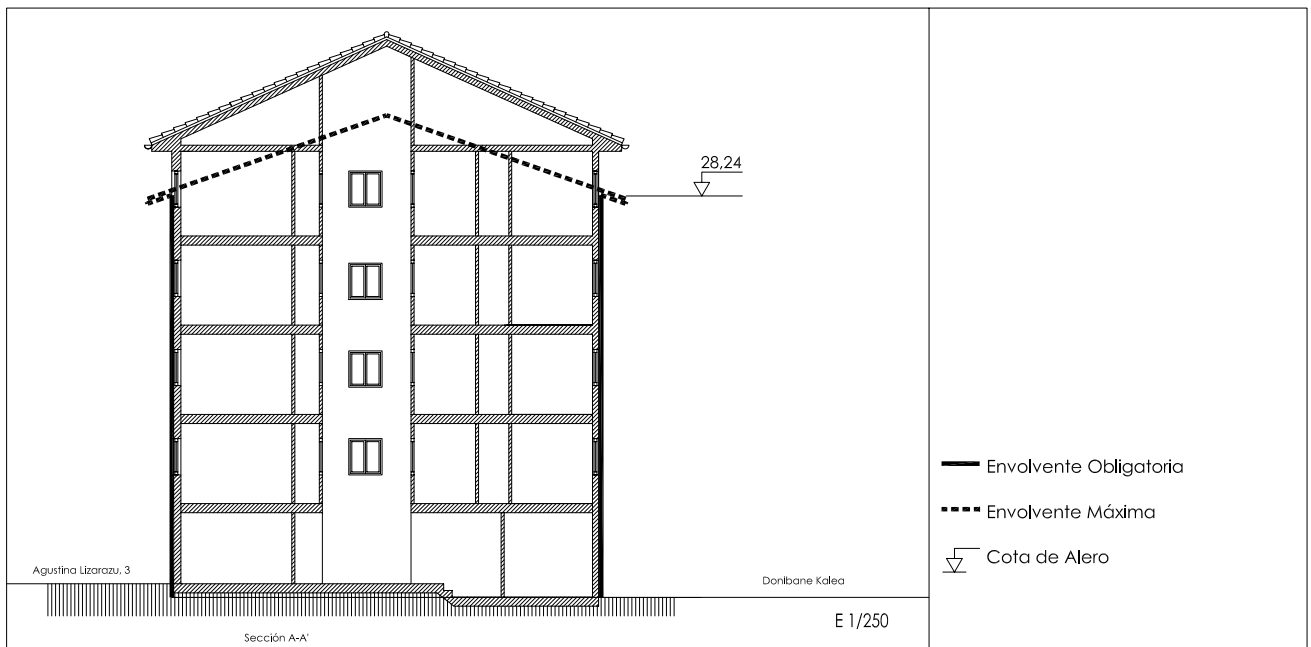 28,24
Envolvente Obligatoria
Envolvente Máxima
Cota de Alero
Agustina Lizarazu, 3
Donibane Kalea
E 1/250
Sección A-A'